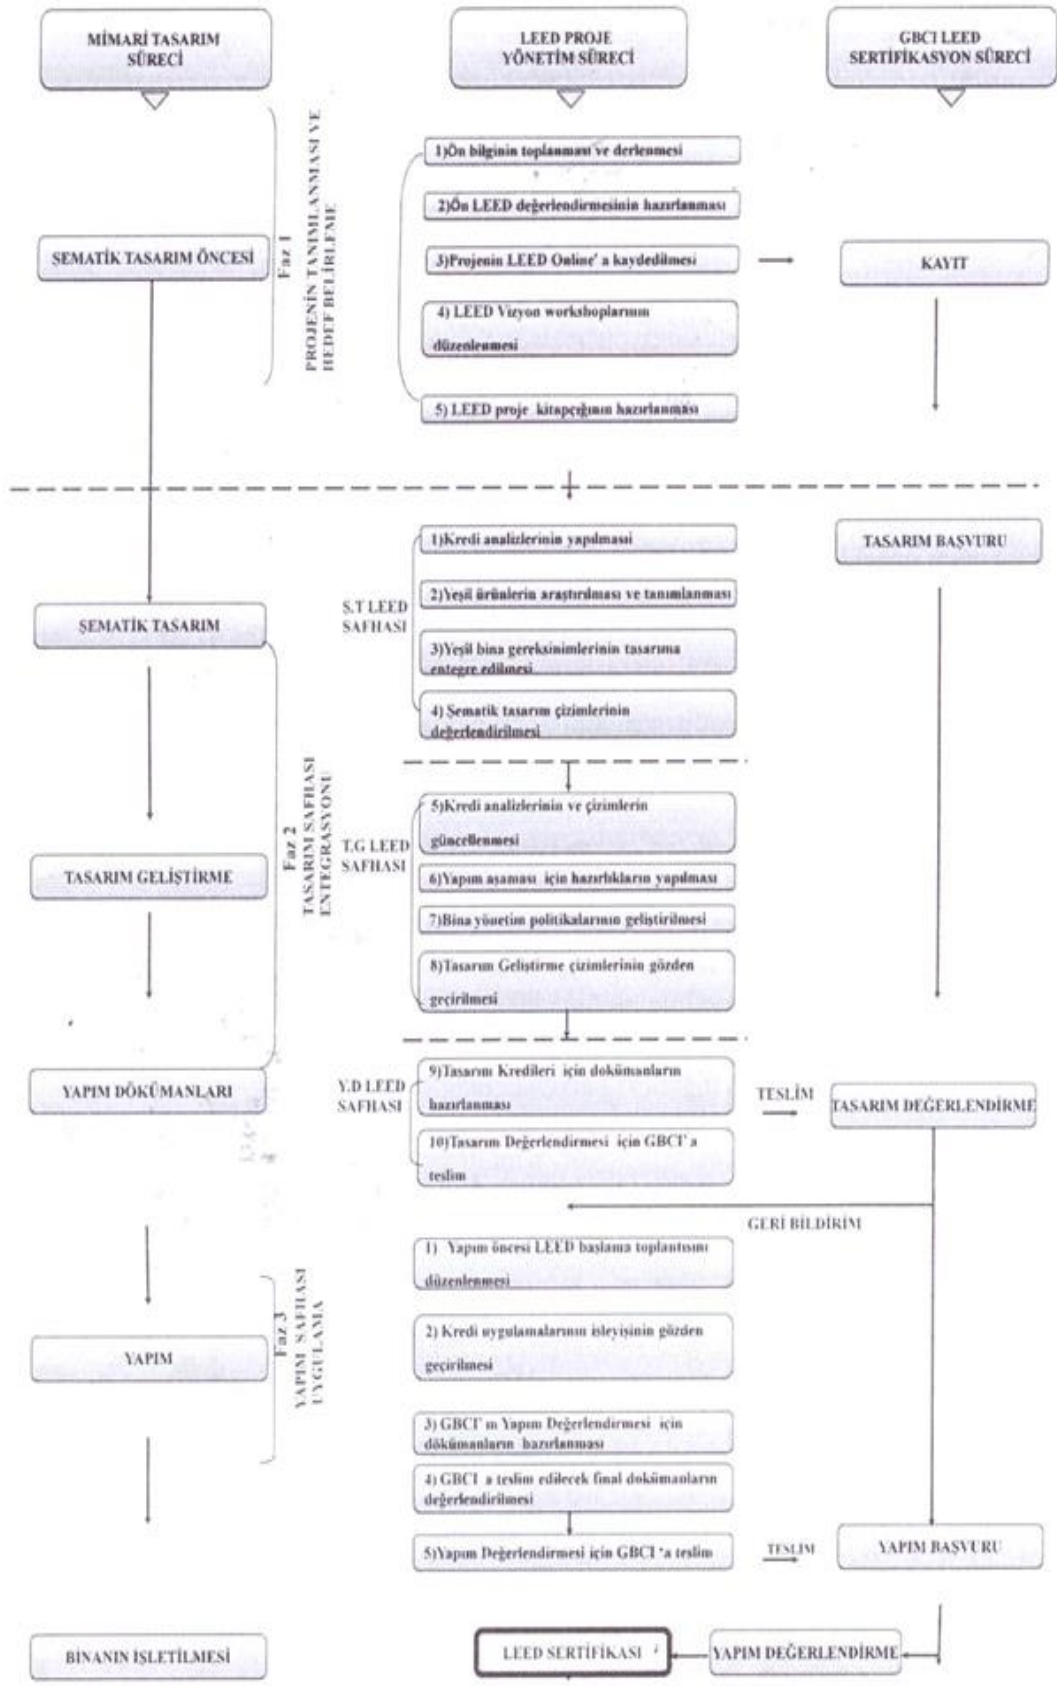 MİMARİ TASARIM
SÜRECİ
LEED PROJE
YÖNETİM SÜRECİ
GBCI LEED
SERTİFIKASYON SÜRECİ
Faz 1
PROJENİN TANIMLANMASI VE
HEDEF BELİRLEME
ŞEMATİK TASARIM ÖNCESİ
1)Ön bilginin toplanması ve derlenmesi
2)Ön LEED değerlendirmesinin hazırlanması
3)Projenin LEED Online' a kaydedilmesi
4) LEED Vizyon workshoplarının
düzenlenmesi
5) LEED proje kitapçığının hazırlanması
KAYIT
ŞEMATİK TASARIM
TASARIM GELİŞTİRME
YAPIM DÖKÜMANLARI
Faz 2
TASARIM SAFHASI
ENTEGRASYONU
Ş.T LEED
SAFHASI
1)Kredi analizlerinin yapılmasıi
2)Yeşil ürünlerin araştırılması ve tanımlanması
3)Yeşil bina gereksinimlerinin tasarıma
entegre edilmesi
4) Şematik tasarım çizimlerinin
değerlendirilmesi
TASARIM BAŞVURU
T.G LEED
SAFHASI
5)Kredi analizlerinin ve çizimlerin
güncellenmesi
6)Yapım aşaması için hazırlıkların yapılması
7)Bina yönetim politikalarının geliştirilmesi
8)Tasarım Geliştirme çizimlerinin gözden
geçirilmesi
Y.D LEED
SAFHASI
9)Tasarım Kredileri için dokümanların
hazırlanması
10)Tasarım Değerlendirmesi için GBCI' a
teslim
TESLİM
TASARIM DEĞERLENDİRME
GERİ BİLDİRİM
YAPIM
Faz 3
YAPIM SAFHASI
UYGULAMA
1) Yapım öncesi LEED başlama toplantısını
düzenlenmesi
2) Kredi uygulamalarının işleyişinin gözden
geçirilmesi
3) GBCI' ın Yapım Değerlendirmesi için
dökümanların hazırlanması
4) GBCI a teslim edilecek final dokümanların
değerlendirilmesi
5)Yapım Değerlendirmesi için GBCI 'a teslim
TESLİM
YAPIM BAŞVURU
BİNANIN İŞLETİLMESİ
LEED SERTİFİKASI
YAPIM DEĞERLENDİRME